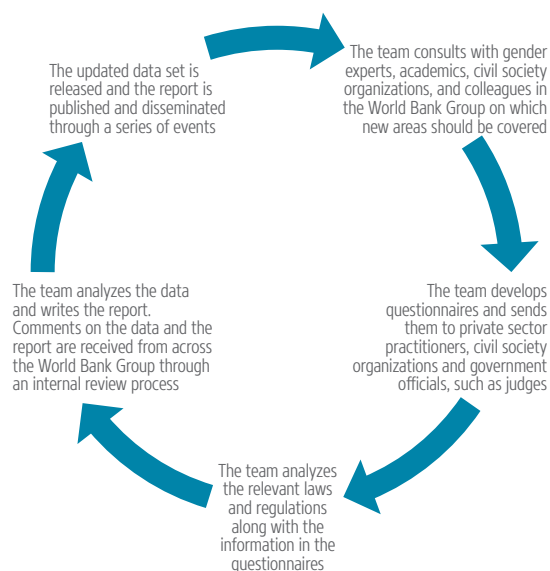 The team consults with gender
experts, academics, civil society
organizations, and colleagues in
the World Bank Group on which
new areas should be covered
The team develops
questionnaires and sends
them to private sector
practitioners, civil society
organizations and government
officials, such as judges
The team analyzes
the relevant laws
and regulations
along with the
information in the
questionnaires
The team analyzes the data
and writes the report.
Comments on the data and the
report are received from across
the World Bank Group through
an internal review process
The updated data set is
released and the report is
published and disseminated
through a series of events